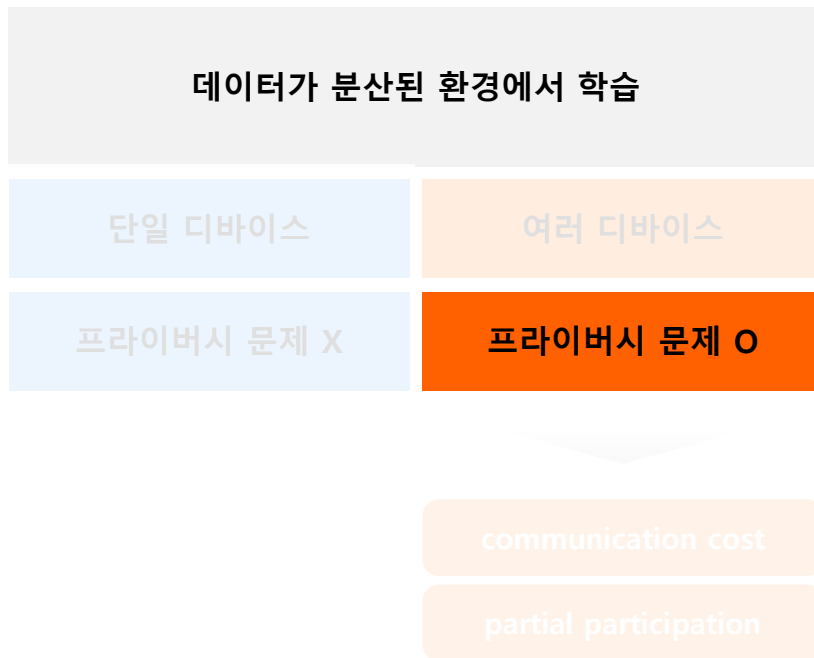 데이터가 분산된 환경에서 학습
단일 디바이스
여러 디바이스
프라이버시 문제 X
프라이버시 문제 O
communication cost
partial participation